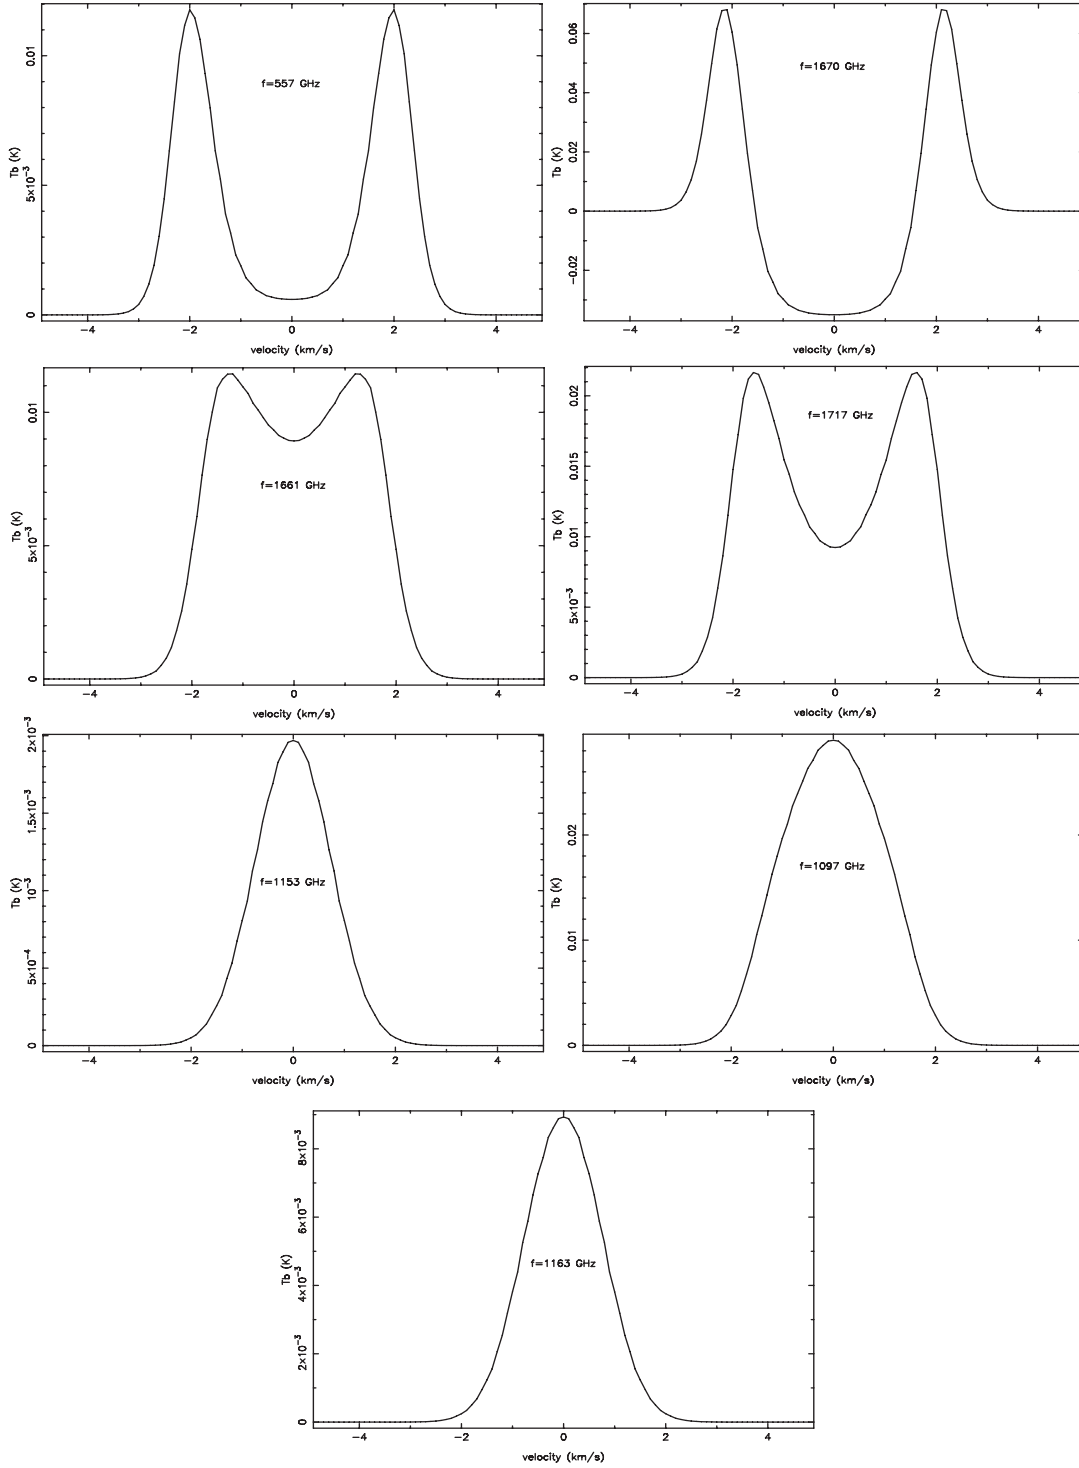 0.01
f=557 GHz
Tb (K)
5×10⁻³
0
−4 −2 0 2 4
velocity (km/s)
0.06
f=1670 GHz
0.04
Tb (K)
0.02
0
−0.02
−4 −2 0 2 4
velocity (km/s)
0.01
f=1661 GHz
Tb (K)
5×10⁻³
0
−4 −2 0 2 4
velocity (km/s)
0.02
f=1717 GHz
0.015
Tb (K)
0.01
5×10⁻³
0
−4 −2 0 2 4
velocity (km/s)
2×10⁻³
1.5×10⁻³
f=1153 GHz
Tb (K)
10⁻³
5×10⁻⁴
0
−4 −2 0 2 4
velocity (km/s)
0.02
f=1097 GHz
Tb (K)
0.01
0
−4 −2 0 2 4
velocity (km/s)
8×10⁻³
6×10⁻³
f=1163 GHz
Tb (K)
4×10⁻³
2×10⁻³
0
−4 −2 0 2 4
velocity (km/s)